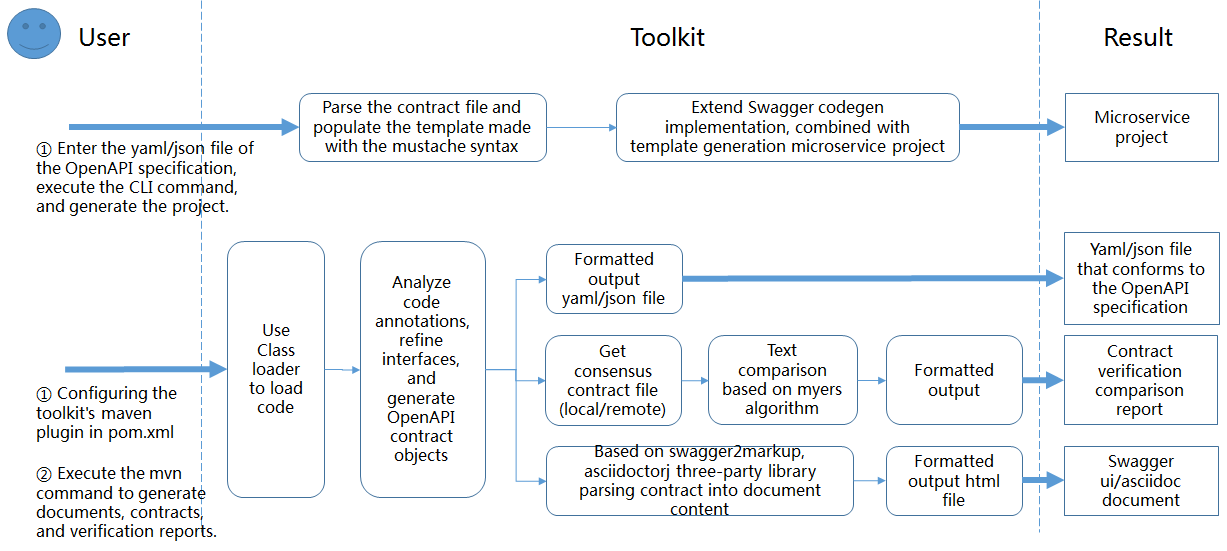 User
Toolkit
Result
Parse the contract file and
populate the template made
with the mustache syntax
Extend Swagger codegen
implementation, combined with
template generation microservice project
Microservice
project
① Enter the yaml/json file of
the OpenAPI specification,
execute the CLI command,
and generate the project.
Use
Class
loader
to load
code
Analyze
code
annotations,
refine
interfaces,
and
generate
OpenAPI
contract
objects
Formatted
output
yaml/json file
Yaml/json file
that conforms to
the OpenAPI
specification
Get
consensus
contract file
(local/remote)
Text
comparison
based on myers
algorithm
Formatted
output
Contract
verification
comparison
report
① Configuring the
toolkit's maven
plugin in pom.xml
② Execute the mvn
command to generate
documents, contracts,
and verification reports.
Based on swagger2markup,
asciidoctorj three-party library
parsing contract into document
content
Formatted
output html
file
Swagger
ui/asciidoc
document